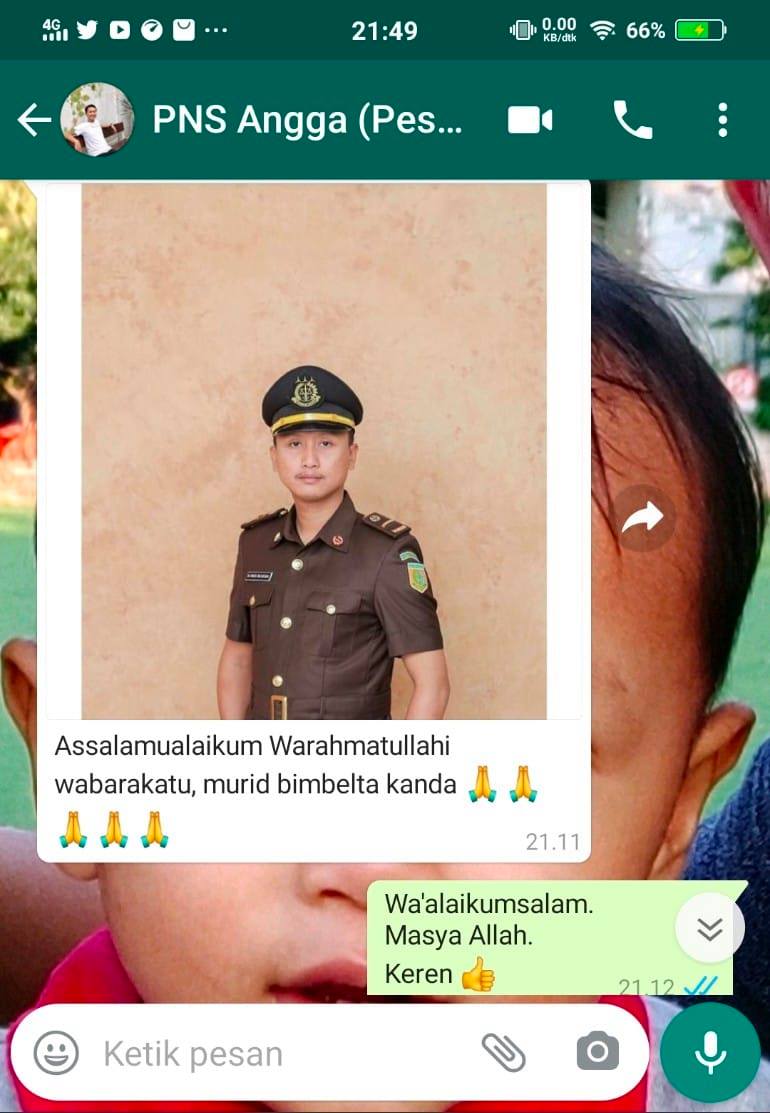 4G
21:49
0.00
KB/dtk
66%
PNS Angga (Pes...
Assalamualaikum Warahmatullahi
wabarakatu, murid bimbelta kanda 🙏 🙏
🙏 🙏 🙏
21.11
Wa'alaikumsalam.
Masya Allah.
Keren 👍
21.12
Ketik pesan